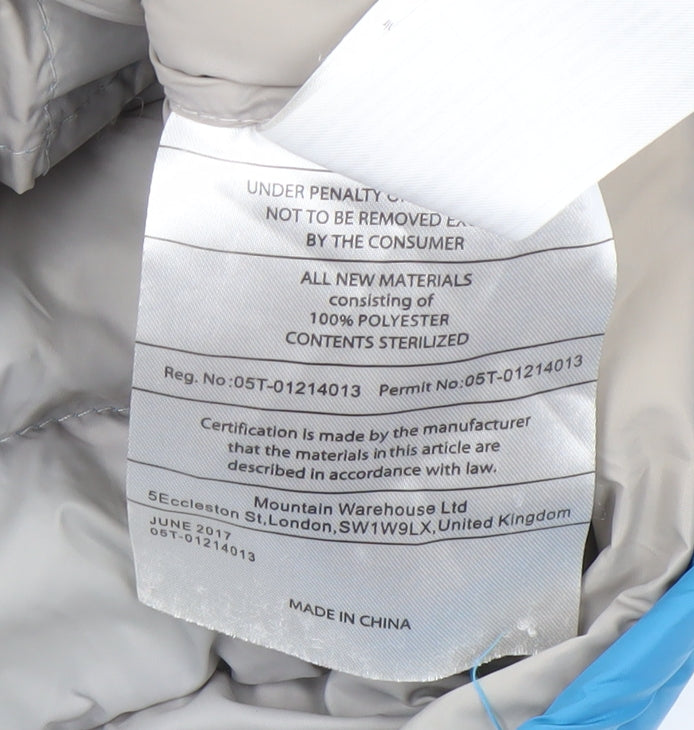 UNDER PENALTY
NOT TO BE REMOVED
BY THE CONSUMER
ALL NEW MATERIALS
consisting of
100% POLYESTER
CONTENTS STERILIZED
Reg. No:05T-01214013 Permit No:05T-01214013
Certification is made by the manufacturer
that the materials in this article are
described in accordance with law.
Mountain Warehouse Ltd
5Eccleston St,London,SW1W9LX,United Kingdom
JUNE 2017
05T-01214013
MADE IN CHINA